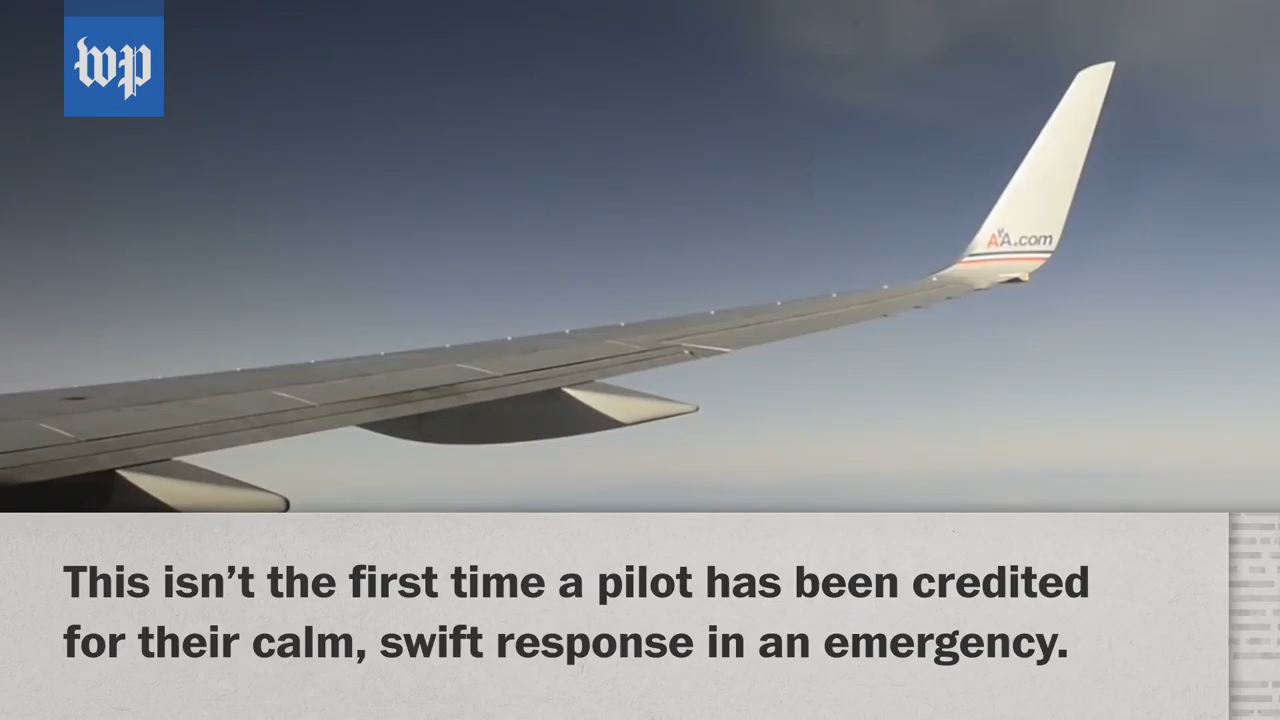 wp
AA.com
This isn’t the first time a pilot has been credited
for their calm, swift response in an emergency.